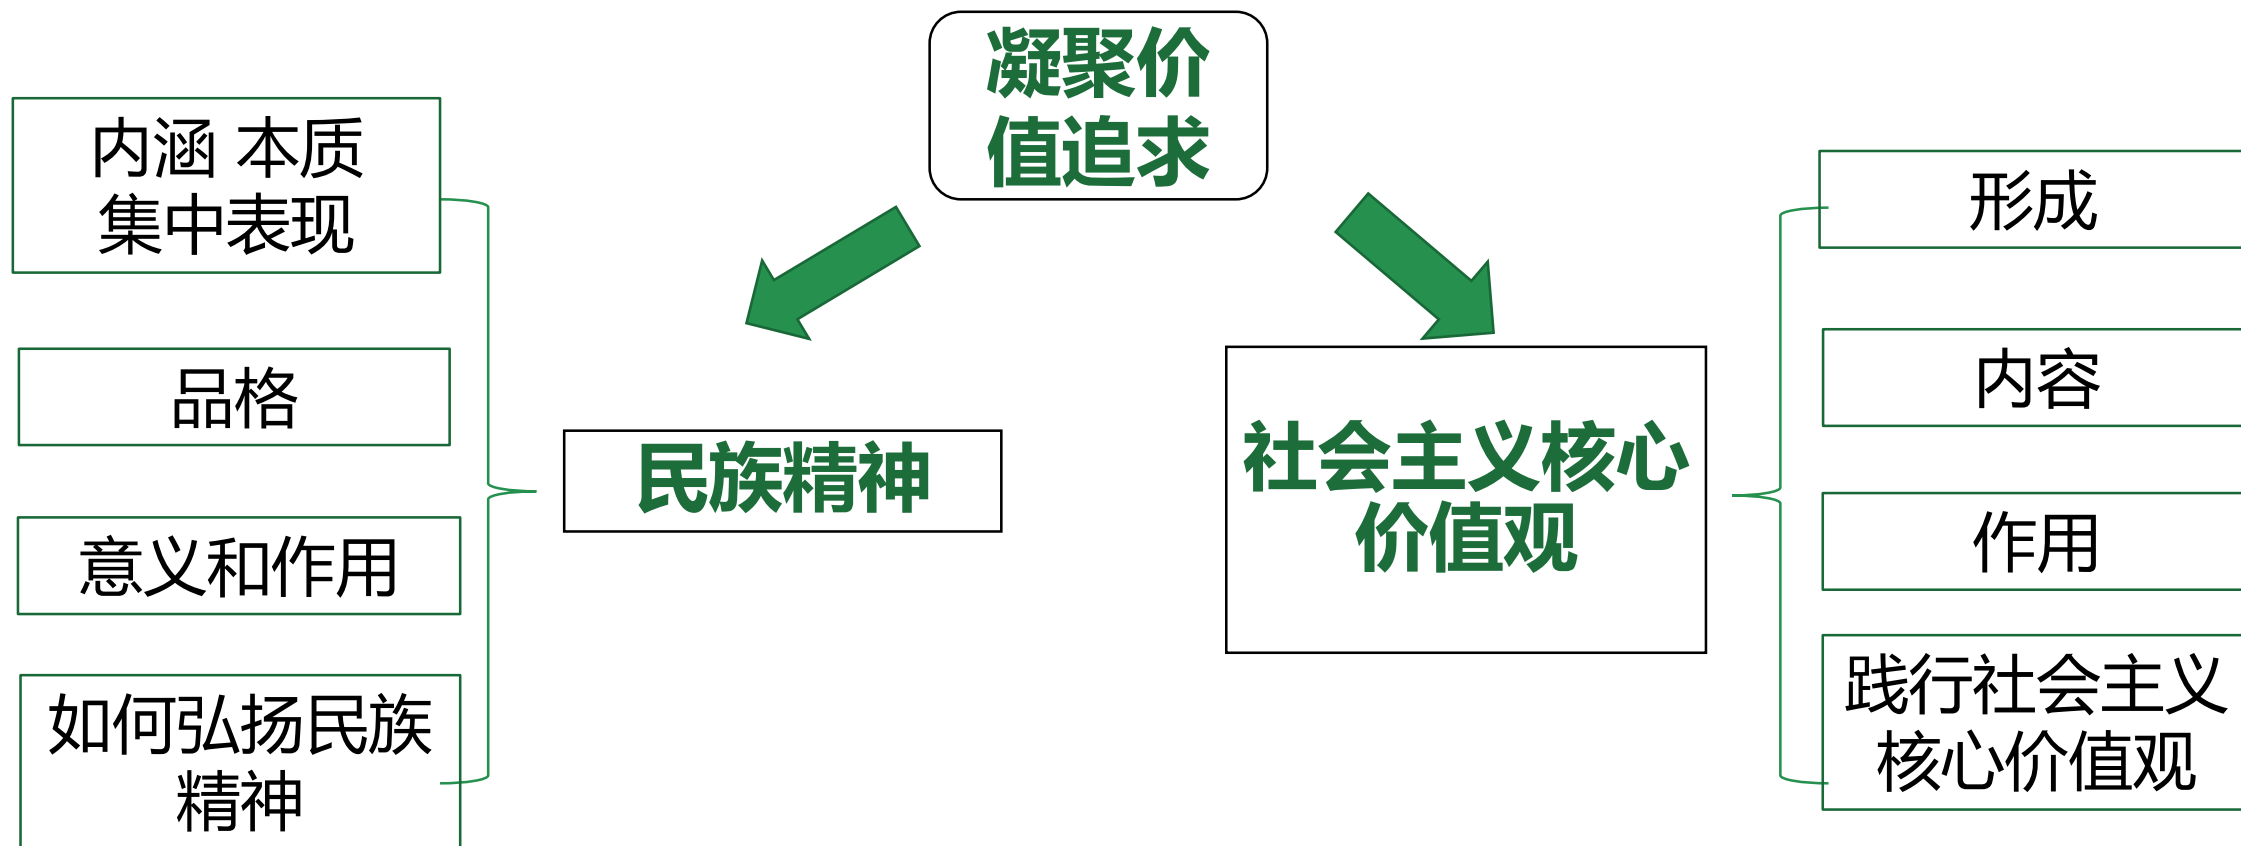 凝聚价
值追求
内涵 本质
集中表现
品格
意义和作用
如何弘扬民族
精神
民族精神
社会主义核心
价值观
形成
内容
作用
践行社会主义
核心价值观